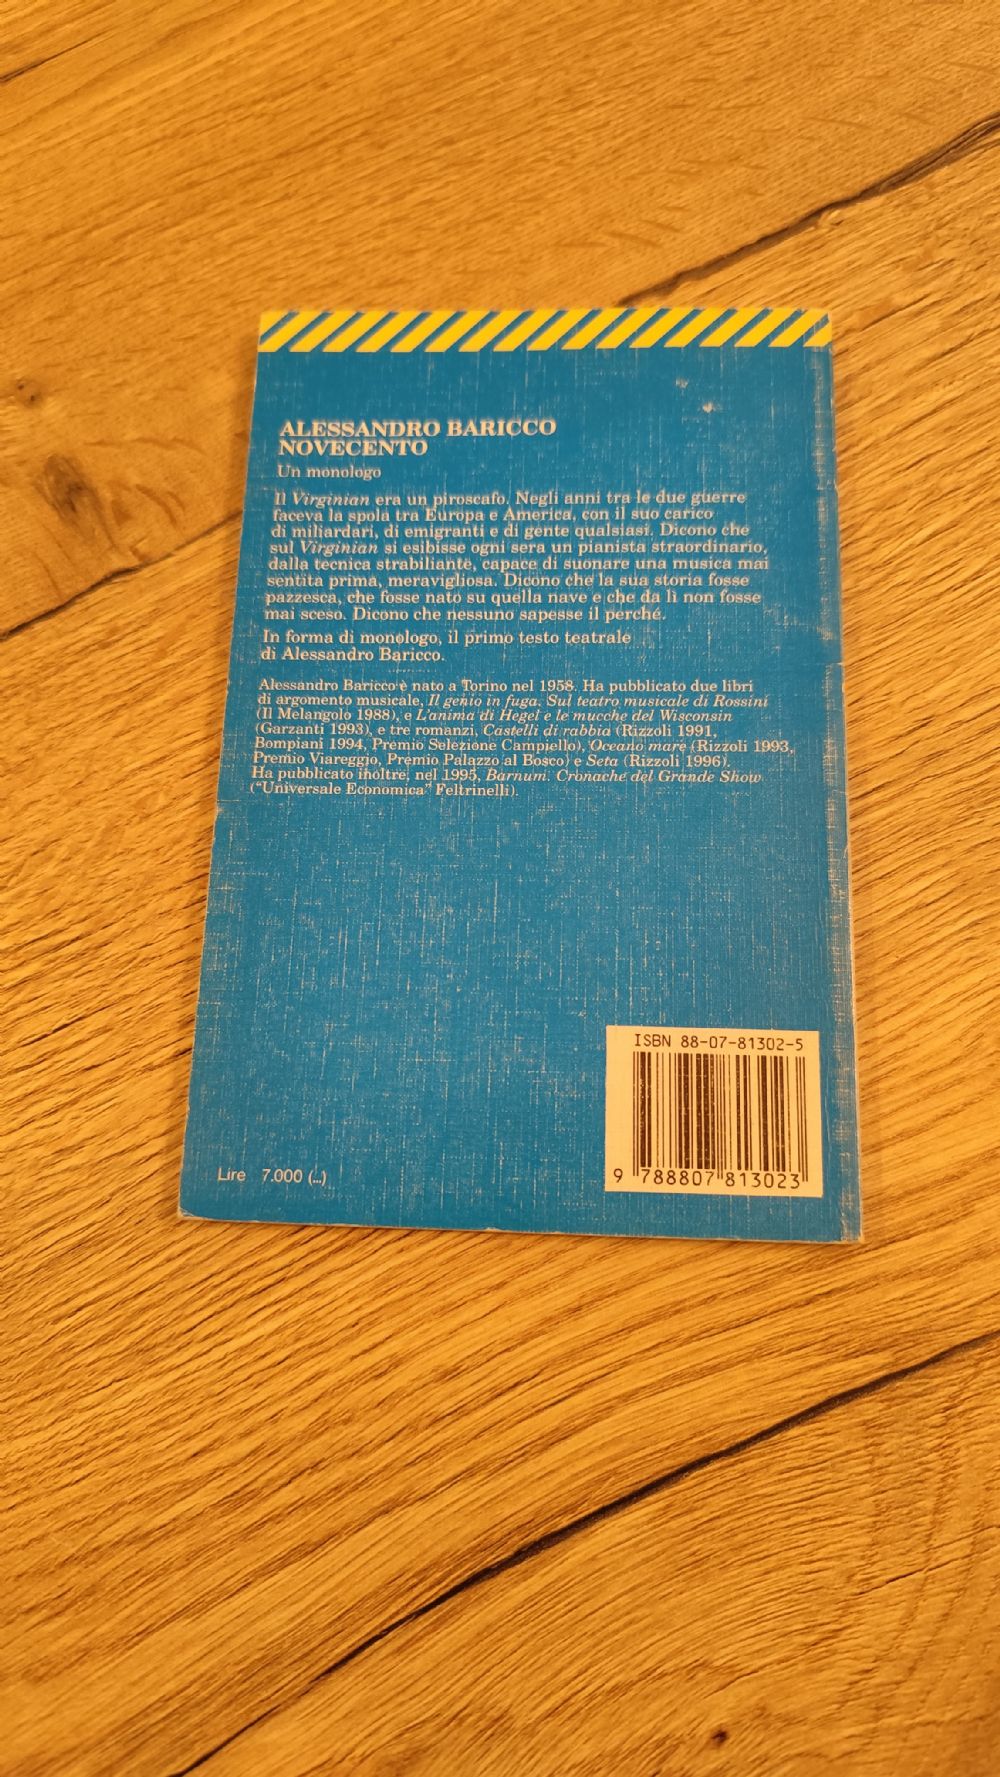 ALESSANDRO BARICCO
NOVECENTO
Un monologo
Il Virginian era un piroscafo. Negli anni tra le due guerre
faceva la spola tra Europa e America, con il suo carico
di miliardari, di emigranti e di gente qualsiasi. Dicono che
sul Virginian si esibisse ogni sera un pianista straordinario,
dalla tecnica strabiliante, capace di suonare una musica mai
sentita prima, meravigliosa. Dicono che la sua storia fosse
pazzesca, che fosse nato su quella nave e che da lì non fosse
mai sceso. Dicono che nessuno sapesse il perché.
In forma di monologo, il primo testo teatrale
di Alessandro Baricco.
Alessandro Baricco è nato a Torino nel 1958. Ha pubblicato due libri
di argomento musicale, Il genio in fuga. Sul teatro musicale di Rossini
(Il Melangolo 1988), e L'anima di Hegel e le mucche del Wisconsin
(Garzanti 1993), e tre romanzi, Castelli di rabbia (Rizzoli 1991,
Bompiani 1994, Premio Selezione Campiello), Oceano mare (Rizzoli 1993,
Premio Viareggio, Premio Palazzo al Bosco) e Seta (Rizzoli 1996).
Ha pubblicato inoltre, nel 1995, Barnum. Cronache del Grande Show
("Universale Economica" Feltrinelli).
ISBN 88-07-81302-5
9 788807 813023
Lire 7.000 (...)